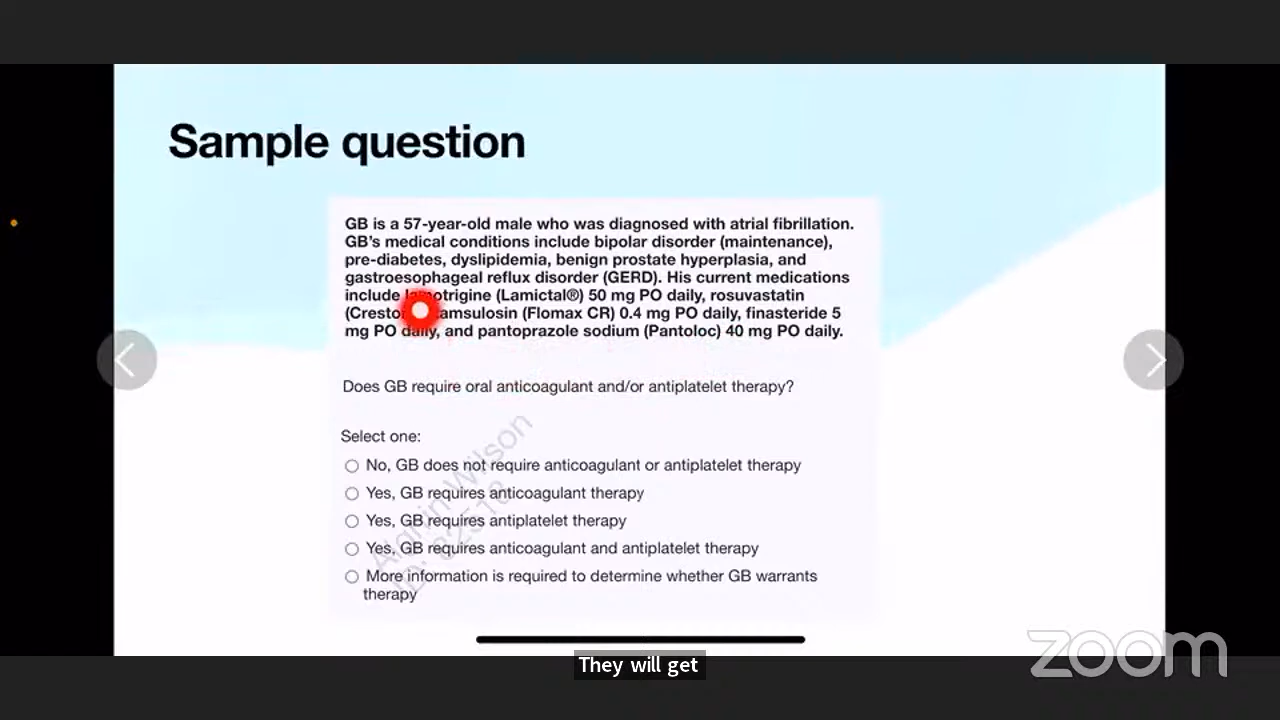 Sample question
GB is a 57-year-old male who was diagnosed with atrial fibrillation.
GB's medical conditions include bipolar disorder (maintenance),
pre-diabetes, dyslipidemia, benign prostate hyperplasia, and
gastroesophageal reflux disorder (GERD). His current medications
include lamotrigine (Lamictal®) 50 mg PO daily, rosuvastatin
(Crestor amsulosin (Flomax CR) 0.4 mg PO daily, finasteride 5
mg PO daily, and pantoprazole sodium (Pantoloc) 40 mg PO daily.
Does GB require oral anticoagulant and/or antiplatelet therapy?
Select one:
No, GB does not require anticoagulant or antiplatelet therapy
Yes, GB requires anticoagulant therapy
Yes, GB requires antiplatelet therapy
Yes, GB requires anticoagulant and antiplatelet therapy
More information is required to determine whether GB warrants
therapy
Wilson
zoom
They will get